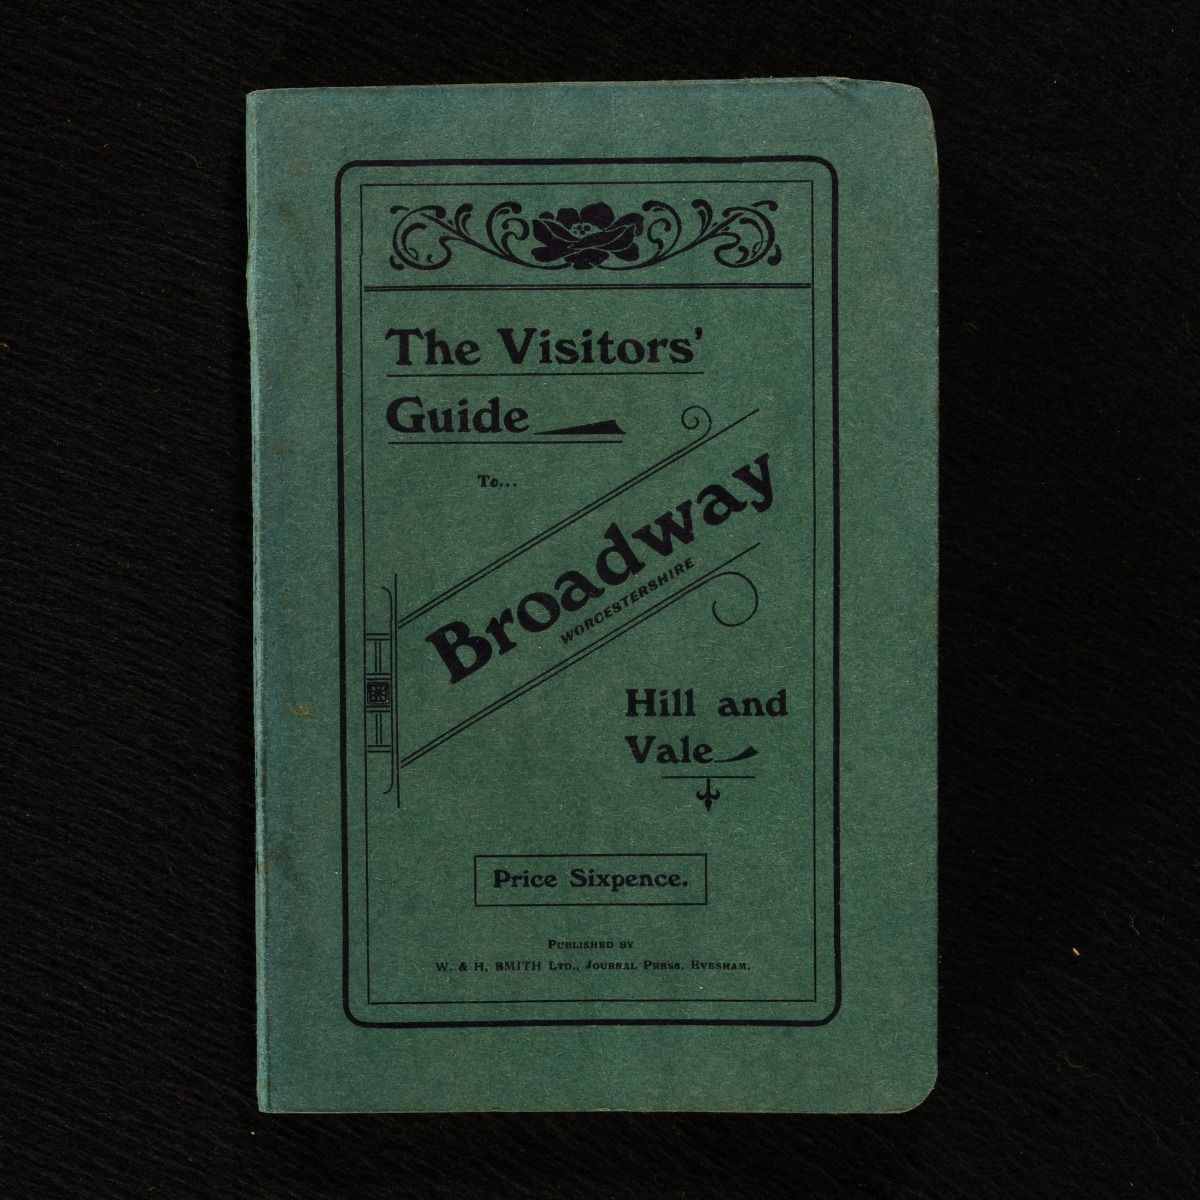 The Visitors'
Guide
To...
Broadway
WORCESTERSHIRE
Hill and
Vale
Price Sixpence.
PUBLISHED BY
W. & H. SMITH LTD., JOURNAL PRESS, EVESHAM.